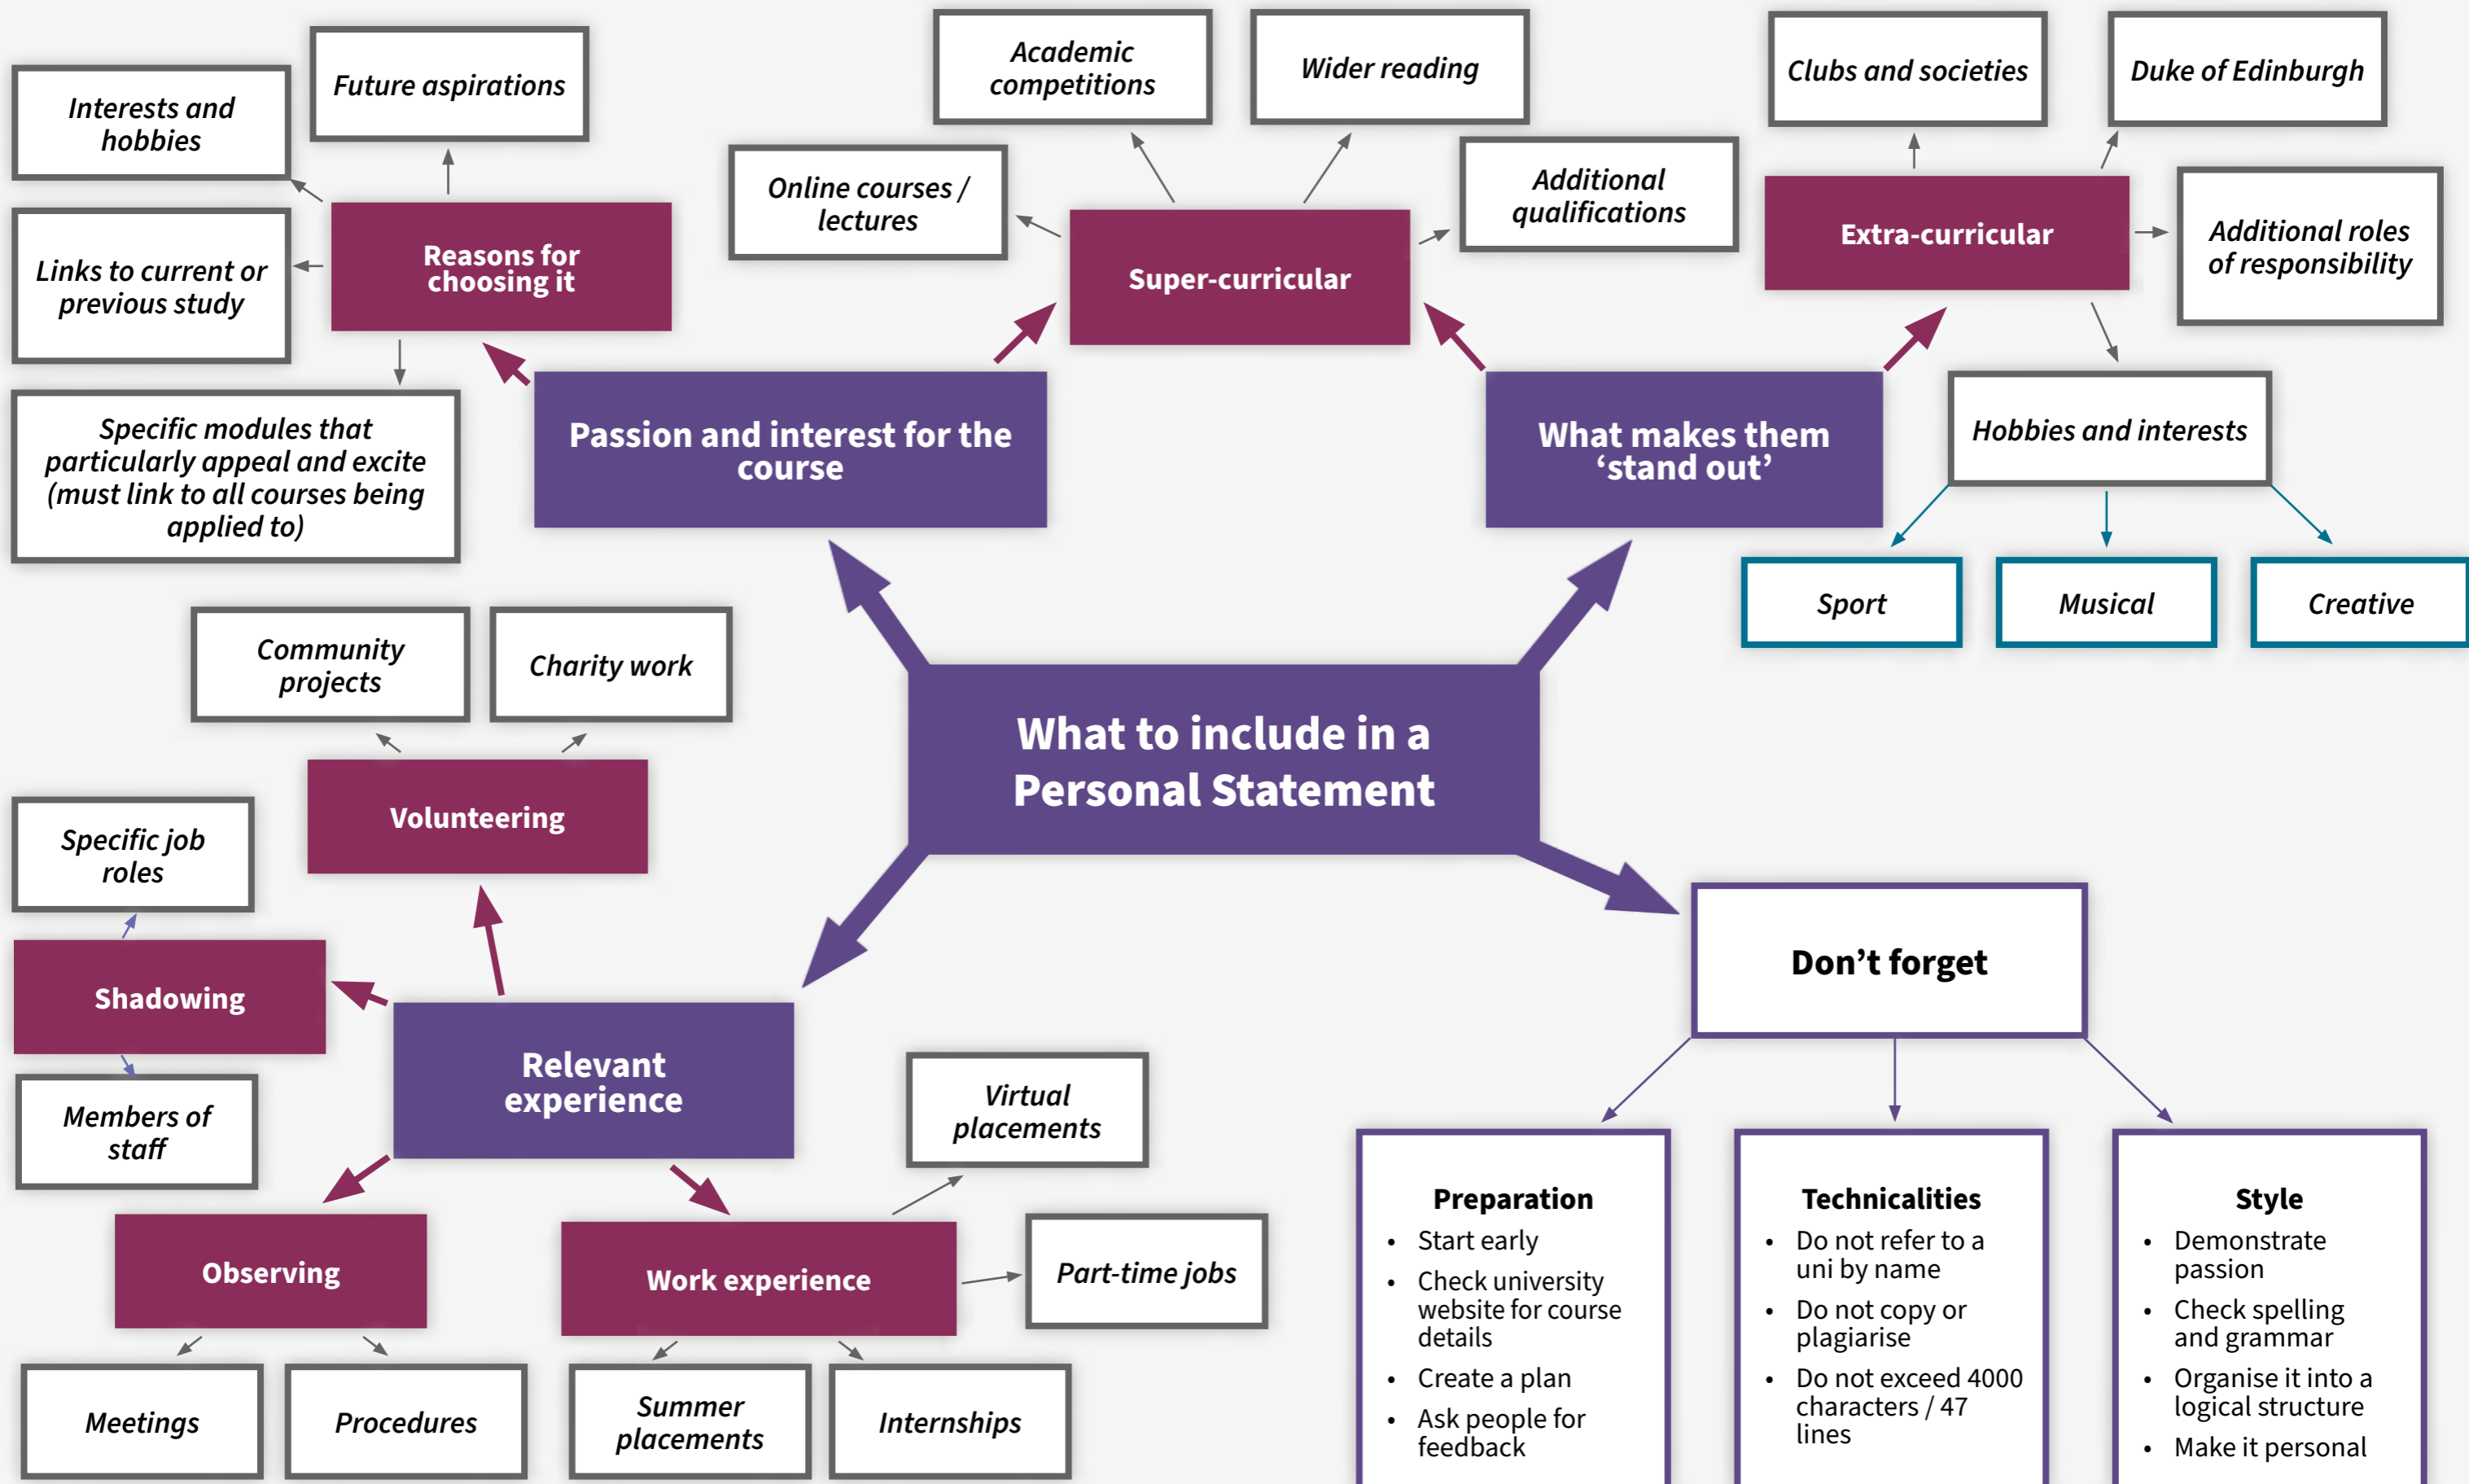 Future aspirations
Interests and
hobbies
Links to current or
previous study
Reasons for
choosing it
Specific modules that
particularly appeal and excite
(must link to all courses being
applied to)
Academic
competitions
Wider reading
Online courses /
lectures
Additional
qualifications
Super-curricular
Clubs and societies
Duke of Edinburgh
Extra-curricular
Additional roles
of responsibility
Passion and interest for the
course
What makes them
‘stand out’
Hobbies and interests
Sport
Musical
Creative
What to include in a
Personal Statement
Community
projects
Charity work
Volunteering
Specific job
roles
Shadowing
Members of
staff
Relevant
experience
Observing
Meetings
Procedures
Work experience
Virtual
placements
Part-time jobs
Summer
placements
Internships
Don’t forget
Preparation
• Start early
• Check university
website for course
details
• Create a plan
• Ask people for
feedback
Technicalities
• Do not refer to a
uni by name
• Do not copy or
plagiarise
• Do not exceed 4000
characters / 47
lines
Style
• Demonstrate
passion
• Check spelling
and grammar
• Organise it into a
logical structure
• Make it personal